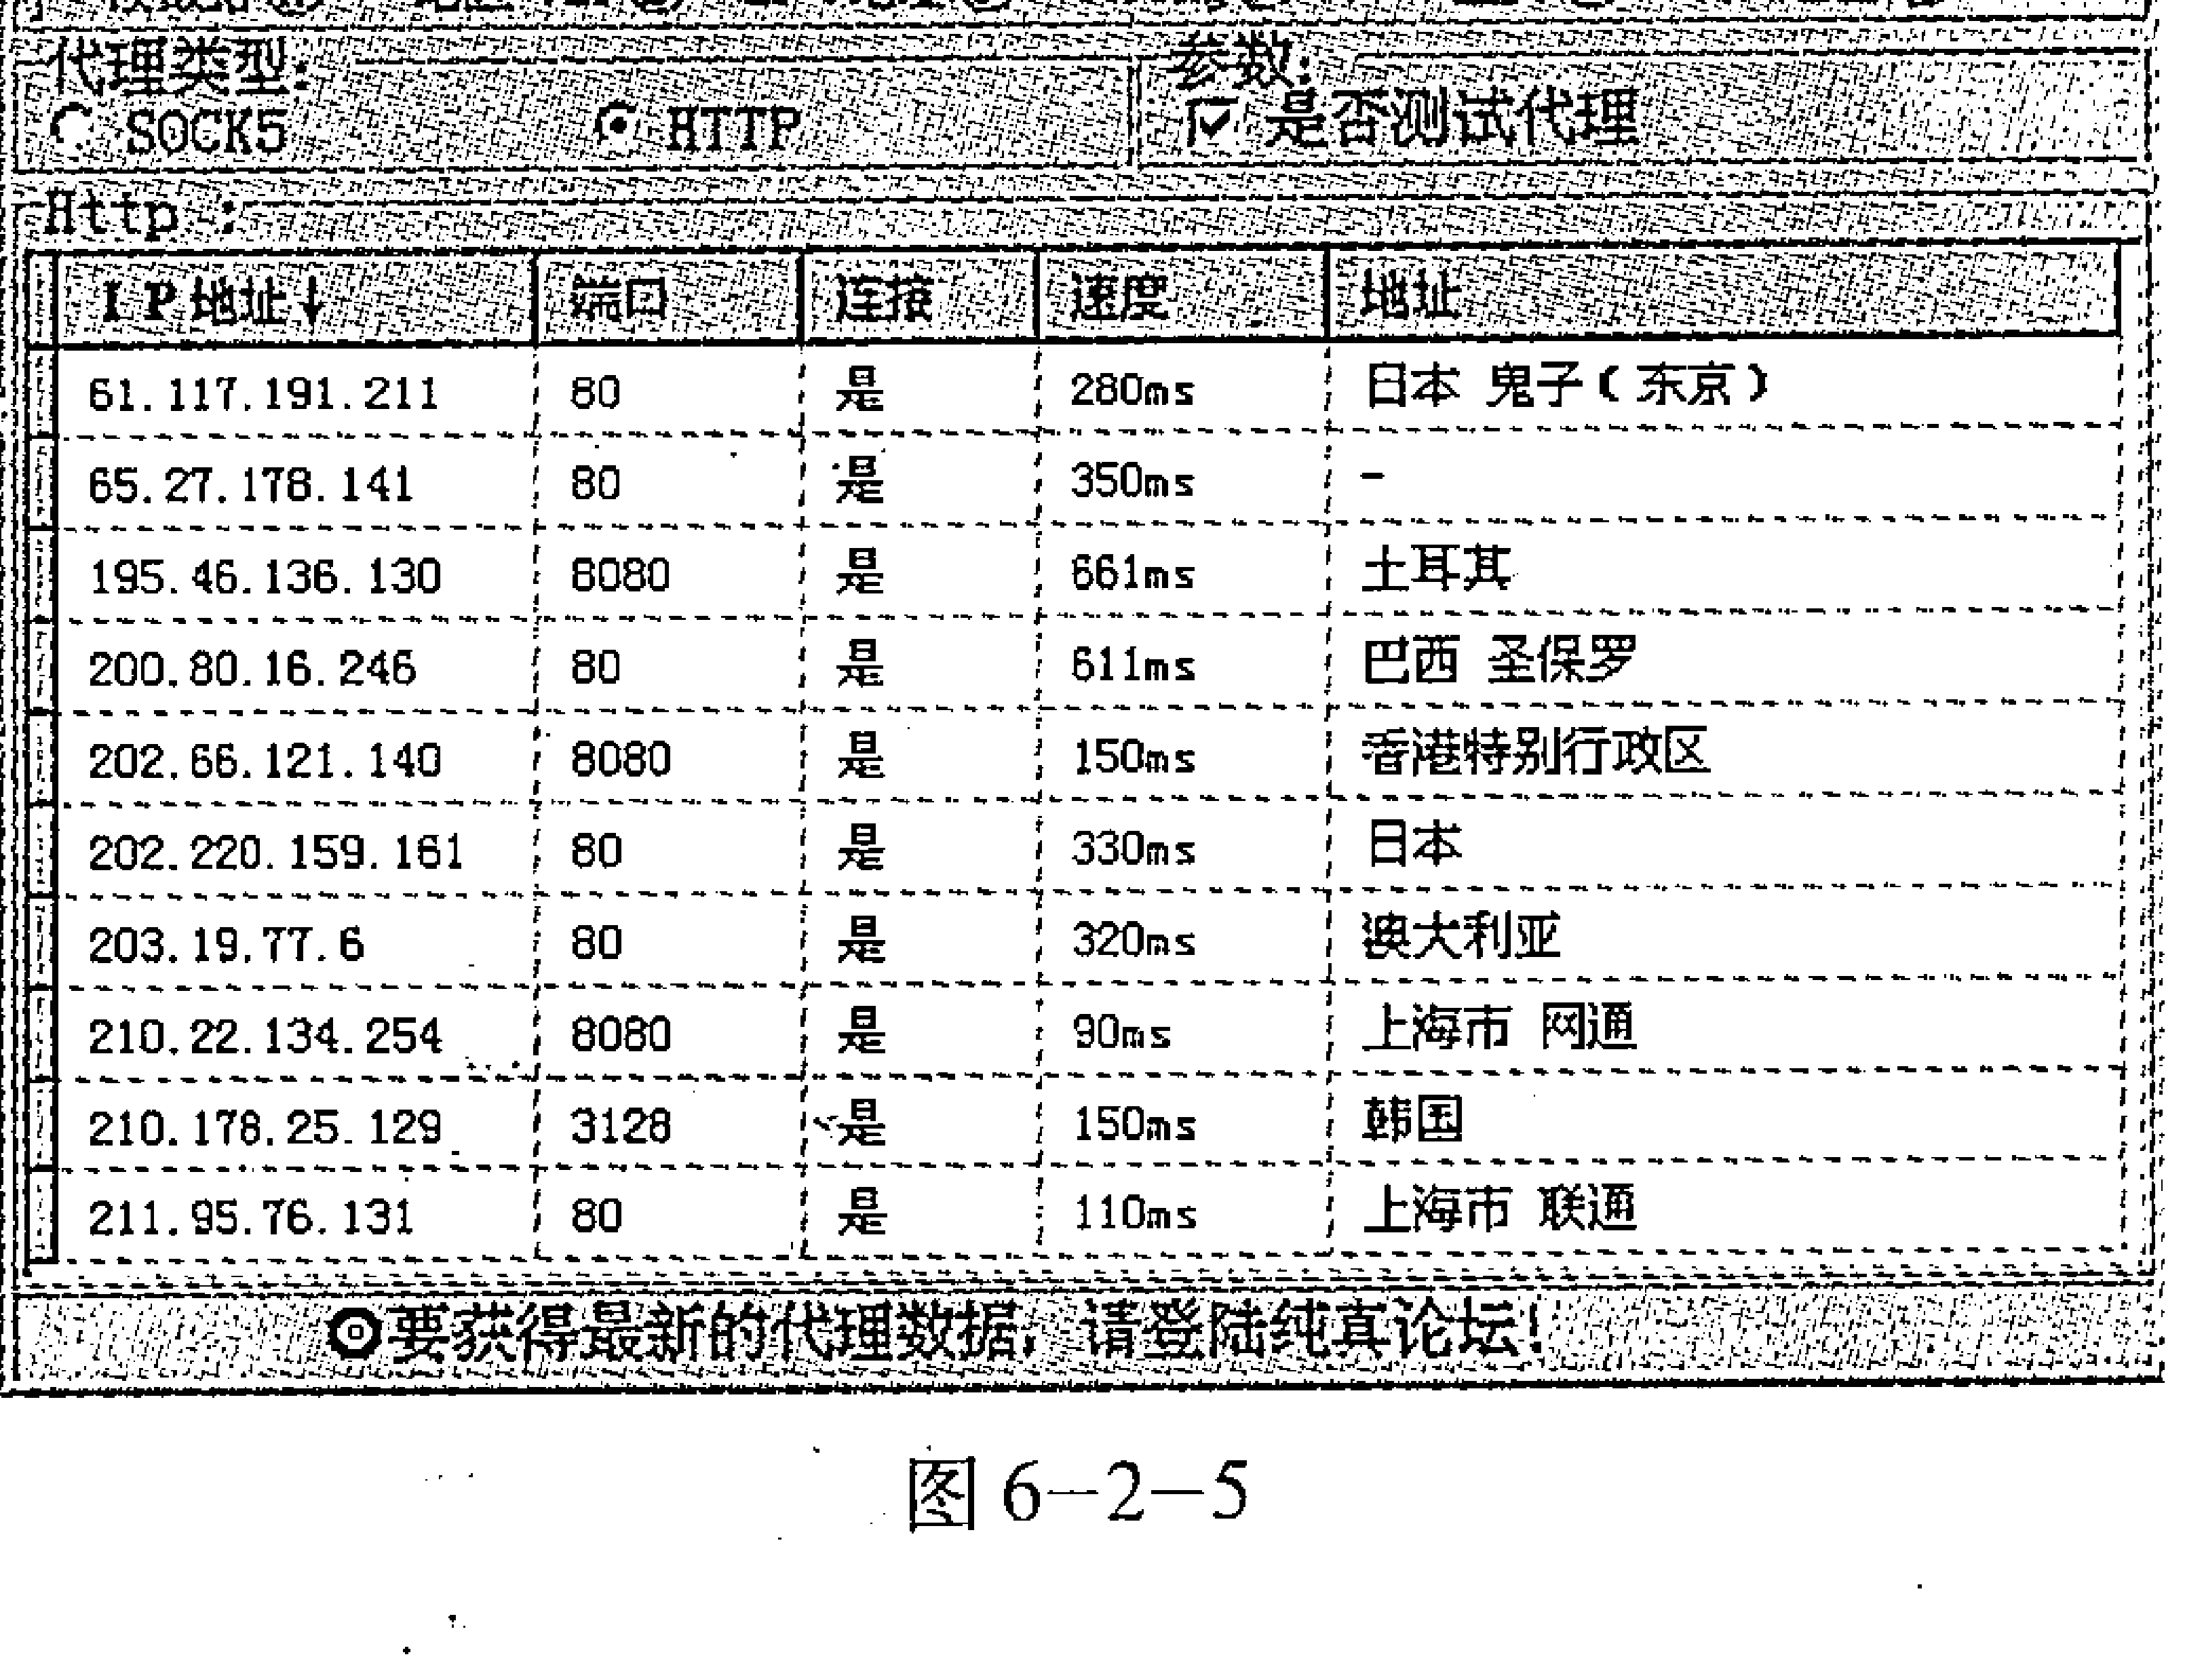 代理类型:
参数:
SOCK5 HTTP 是否测试代理
Http :
IP地址↓ 端口 连接 速度 地址
61.117.191.211 80 是 280ms 日本 鬼子(东京)
65.27.178.141 80 是 350ms -
195.46.136.130 8080 是 661ms 土耳其
200.80.16.246 80 是 611ms 巴西 圣保罗
202.66.121.140 8080 是 150ms 香港特别行政区
202.220.159.161 80 是 330ms 日本
203.19.77.6 80 是 320ms 澳大利亚
210.22.134.254 8080 是 90ms 上海市 网通
210.178.25.129 3128 是 150ms 韩国
211.95.76.131 80 是 110ms 上海市 联通
◎要获得最新的代理数据, 请登陆纯真论坛!
图 6-2-5